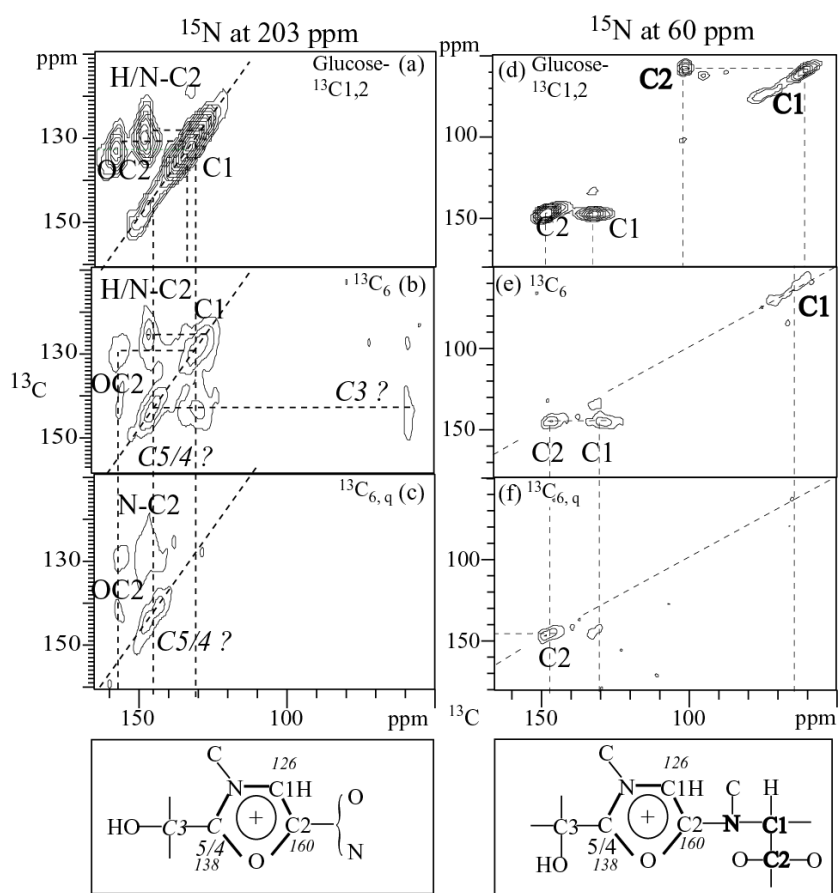 ¹⁵N at 203 ppm
¹⁵N at 60 ppm
ppm
H/N-C2
Glucose-
¹³C1,2
(a)
130
OC2
C1
150
ppm
(d)
Glucose-
¹³C1,2
C2
C1
100
150
C2
C1
H/N-C2
¹³C₆
(b)
C1
130
¹³C
OC2
C3 ?
150
C5/4 ?
(e)
¹³C₆
C1
100
150
C2
C1
N-C2
¹³C₆,q
(c)
130
OC2
150
C5/4 ?
150
100
ppm
(f)
¹³C₆,q
100
150
C2
¹³C
150
100
ppm
C
126
N
C1H
HO
C3
+
C2
O
N
5/4
138
O
160
C
H
126
N
C1H
C3
+
C2
N
C1
HO
5/4
138
O
160
O
C2
O